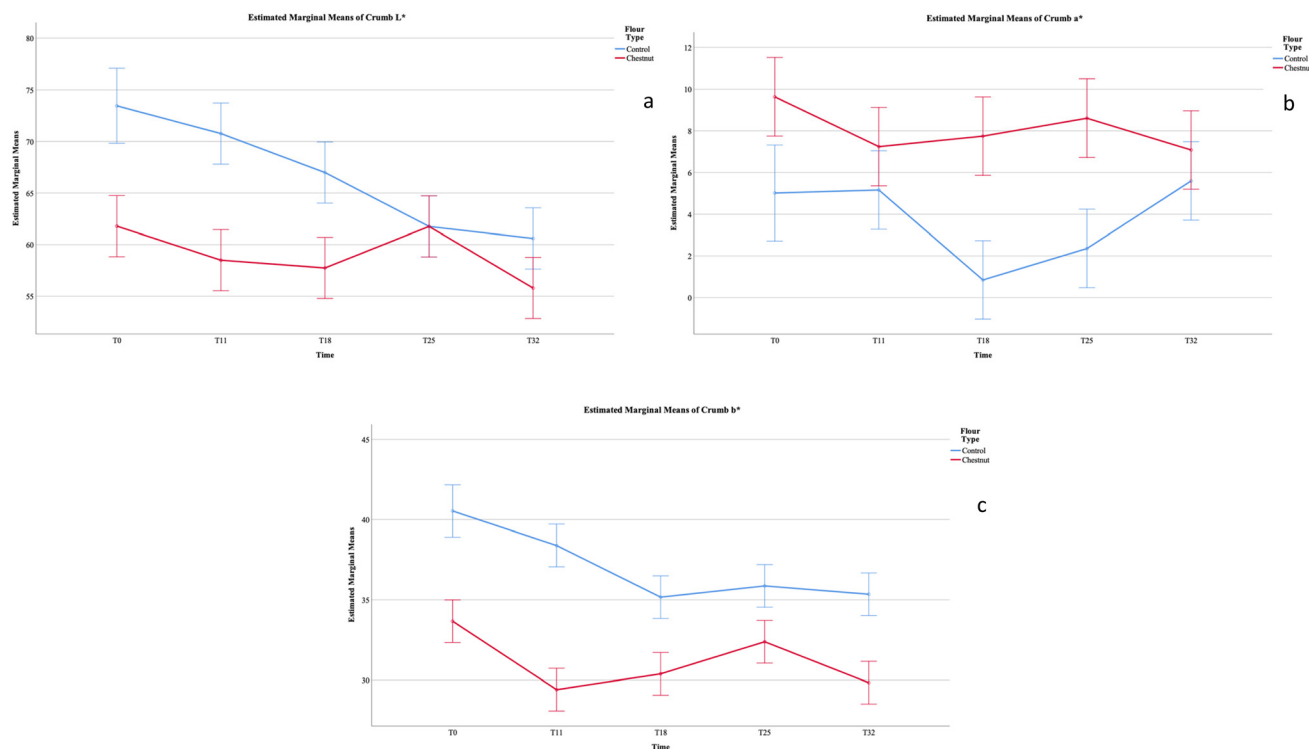 Estimated Marginal Means of Crumb L*
Flour
Type
Control
Chestnut
a
80
75
70
65
60
55
Estimated Marginal Means
T0 T11 T18 T25 T32
Time
Estimated Marginal Means of Crumb a*
Flour
Type
Control
Chestnut
b
12
10
8
6
4
2
0
Estimated Marginal Means
T0 T11 T18 T25 T32
Time
Estimated Marginal Means of Crumb b*
Flour
Type
Control
Chestnut
c
45
40
35
30
Estimated Marginal Means
T0 T11 T18 T25 T32
Time